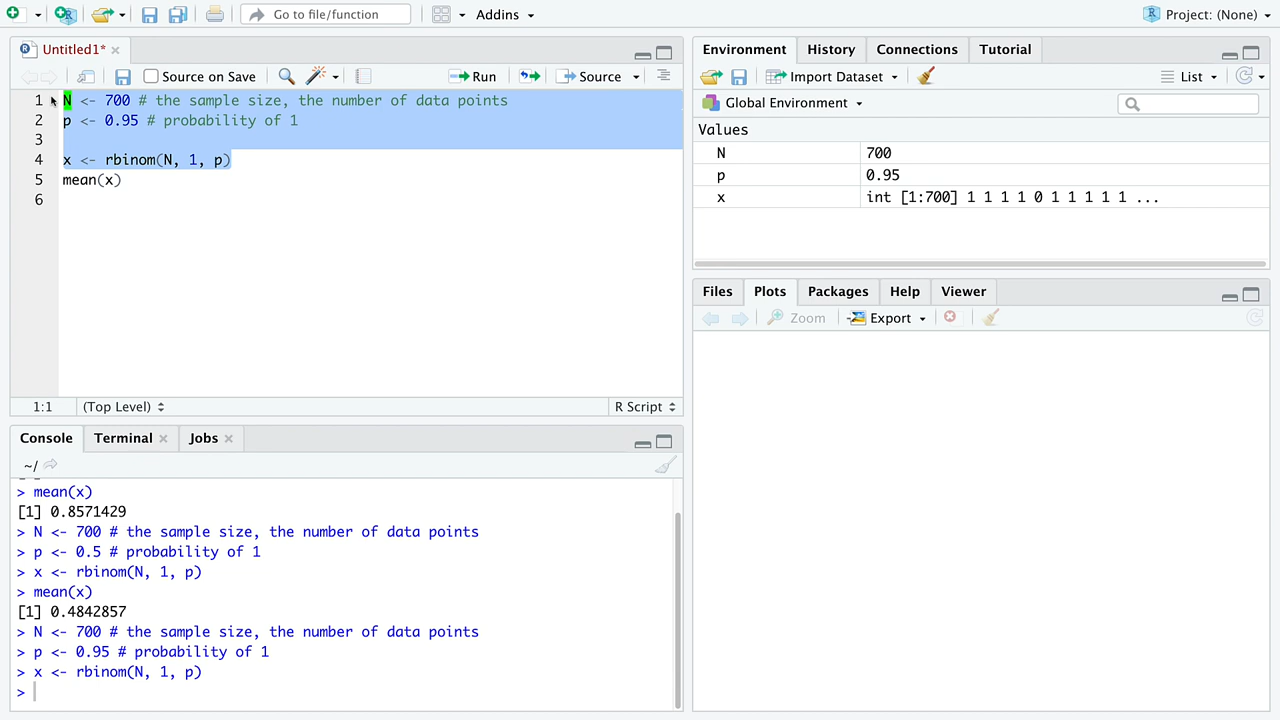 Go to file/function
Addins
Project: (None)
Untitled1*
Source on Save
Run
Source
1 N <- 700 # the sample size, the number of data points
2 p <- 0.95 # probability of 1
3
4 x <- rbinom(N, 1, p)
5 mean(x)
6
1:1 (Top Level) R Script
Console Terminal Jobs
~/
> mean(x)
[1] 0.8571429
> N <- 700 # the sample size, the number of data points
> p <- 0.5 # probability of 1
> x <- rbinom(N, 1, p)
> mean(x)
[1] 0.4842857
> N <- 700 # the sample size, the number of data points
> p <- 0.95 # probability of 1
> x <- rbinom(N, 1, p)
>
Environment History Connections Tutorial
Import Dataset List
Global Environment
Values
N 700
p 0.95
x int [1:700] 1 1 1 1 0 1 1 1 1 1 ...
Files Plots Packages Help Viewer
Zoom Export